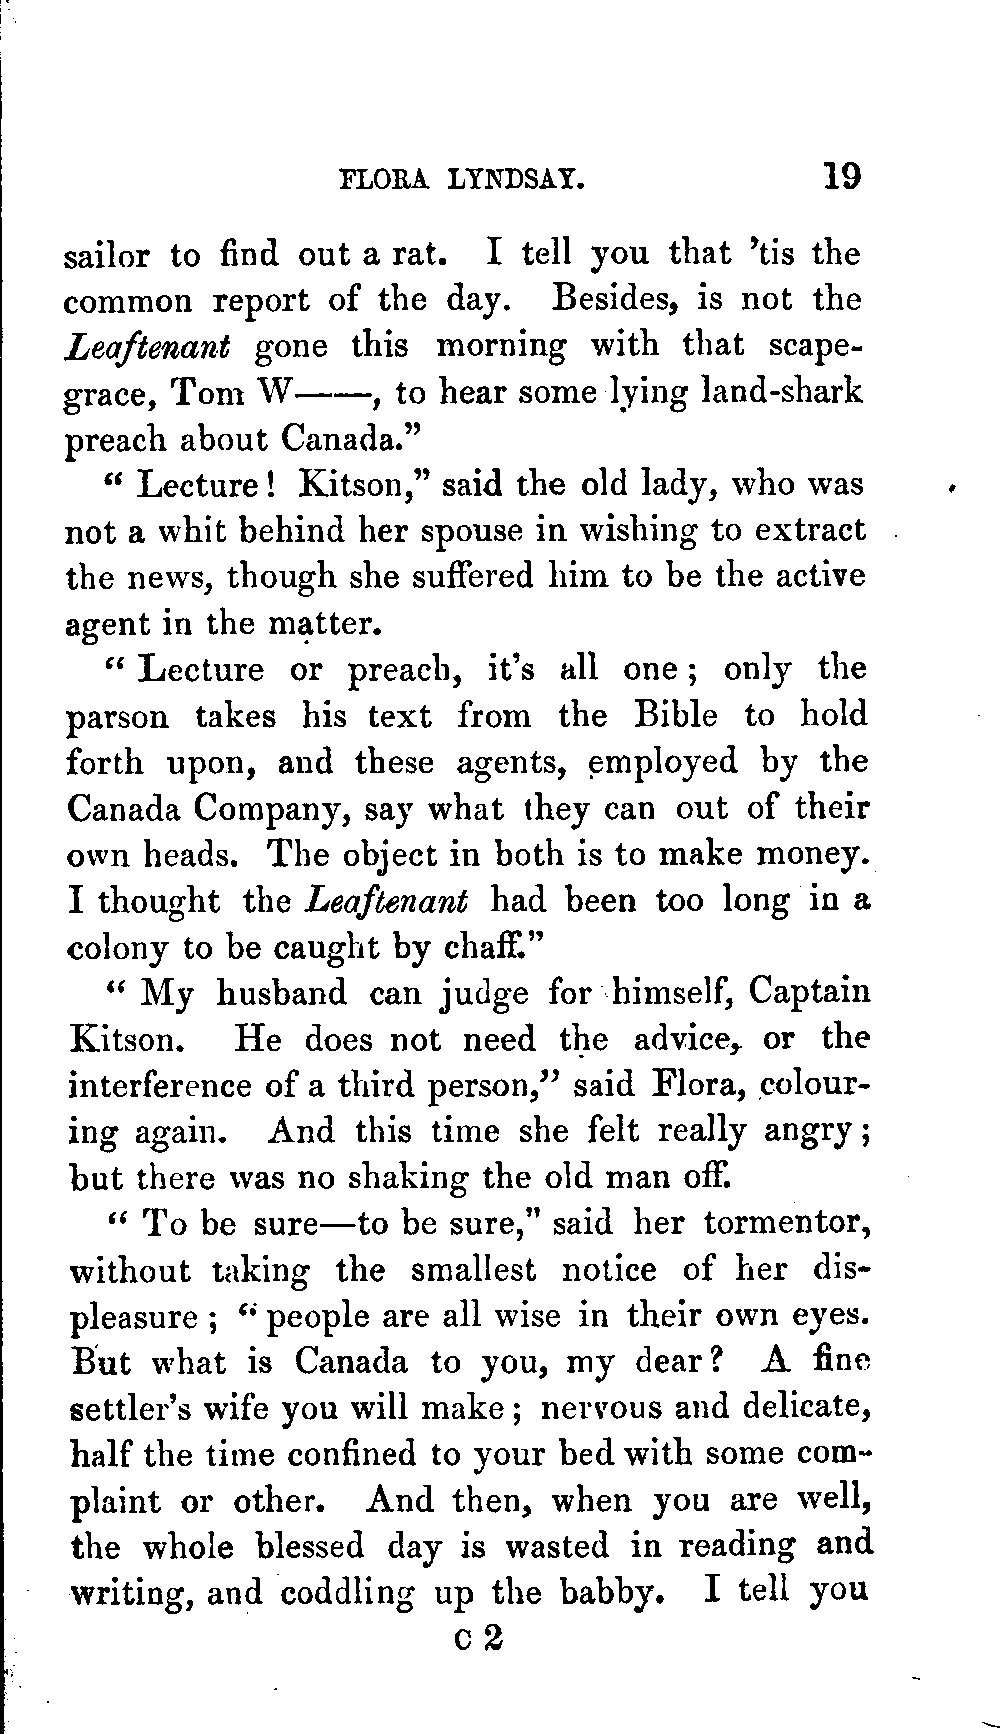 FLORA LYNDSAY. 19
sailor to find out a rat. I tell you that 'tis the
common report of the day. Besides, is not the
Leaftenant gone this morning with that scape-
grace, Tom W——, to hear some lying land-shark
preach about Canada."
"Lecture! Kitson," said the old lady, who was
not a whit behind her spouse in wishing to extract
the news, though she suffered him to be the active
agent in the matter.
"Lecture or preach, it's all one; only the
parson takes his text from the Bible to hold
forth upon, and these agents, employed by the
Canada Company, say what they can out of their
own heads. The object in both is to make money.
I thought the Leaftenant had been too long in a
colony to be caught by chaff."
"My husband can judge for himself, Captain
Kitson. He does not need the advice, or the
interference of a third person," said Flora, colour-
ing again. And this time she felt really angry;
but there was no shaking the old man off.
"To be sure—to be sure," said her tormentor,
without taking the smallest notice of her dis-
pleasure; "people are all wise in their own eyes.
But what is Canada to you, my dear? A fine
settler's wife you will make; nervous and delicate,
half the time confined to your bed with some com-
plaint or other. And then, when you are well,
the whole blessed day is wasted in reading and
writing, and coddling up the babby. I tell you
C 2